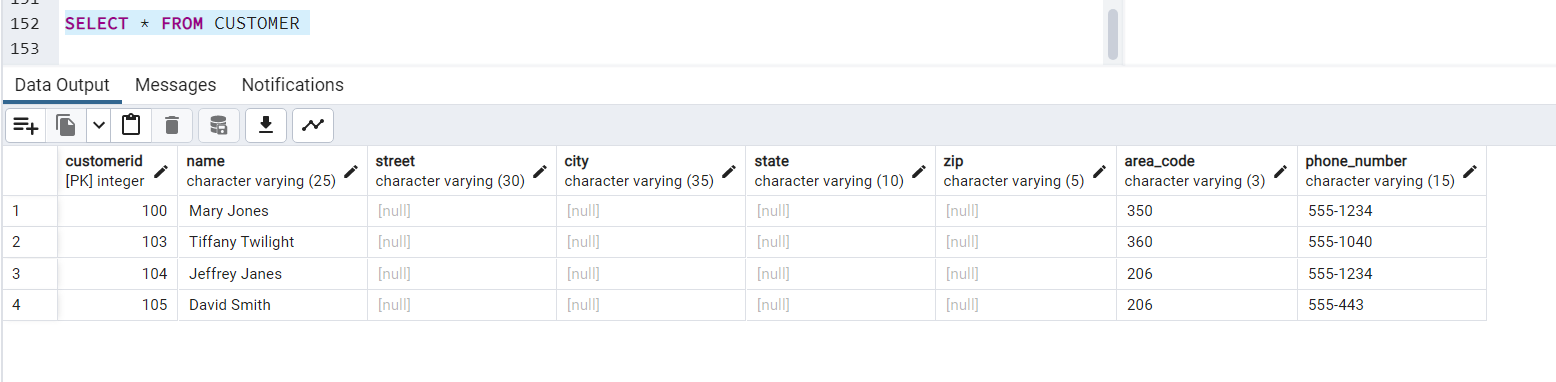 152 SELECT * FROM CUSTOMER
153
Data Output Messages Notifications
customerid name street city state zip area_code phone_number
[PK] integer character varying (25) character varying (30) character varying (35) character varying (10) character varying (5) character varying (3) character varying (15)
1 100 Mary Jones [null] [null] [null] [null] 350 555-1234
2 103 Tiffany Twilight [null] [null] [null] [null] 360 555-1040
3 104 Jeffrey Janes [null] [null] [null] [null] 206 555-1234
4 105 David Smith [null] [null] [null] [null] 206 555-443